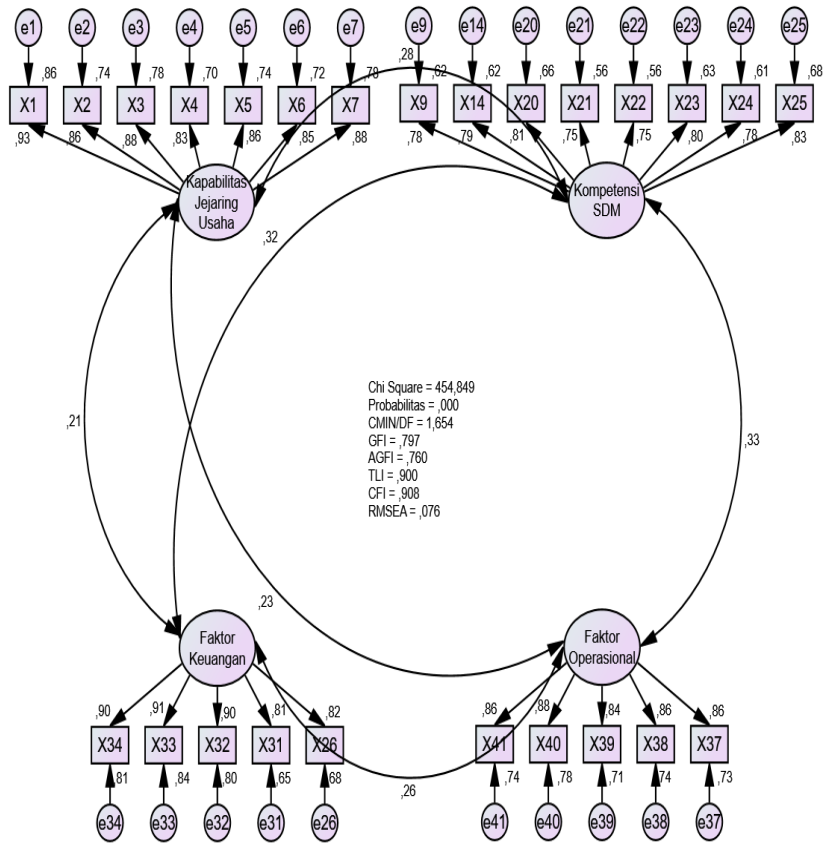 e1 e2 e3 e4 e5 e6 e7 e9 e14 e20 e21 e22 e23 e24 e25
,86 ,74 ,78 ,70 ,74 ,72 ,78 ,28 ,62 ,62 ,66 ,56 ,56 ,63 ,61 ,68
X1 X2 X3 X4 X5 X6 X7 X9 X14 X20 X21 X22 X23 X24 X25
,93 ,86 ,88 ,83 ,86 ,85 ,88 ,78 ,79 ,81 ,75 ,75 ,80 ,78 ,83
Kapabilitas
Jejaring
Usaha
Kompetensi
SDM
,32
Chi Square = 454,849
Probabilitas = ,000
CMIN/DF = 1,654
GFI = ,797
AGFI = ,760
TLI = ,900
CFI = ,908
RMSEA = ,076
,21
,33
,23
Faktor
Keuangan
Faktor
Operasional
,90 ,91 ,90 ,81 ,82 ,86 ,88 ,84 ,86 ,86
X34 X33 X32 X31 X26 X41 X40 X39 X38 X37
,81 ,84 ,80 ,65 ,68 ,74 ,78 ,71 ,74 ,73
,26
e34 e33 e32 e31 e26 e41 e40 e39 e38 e37